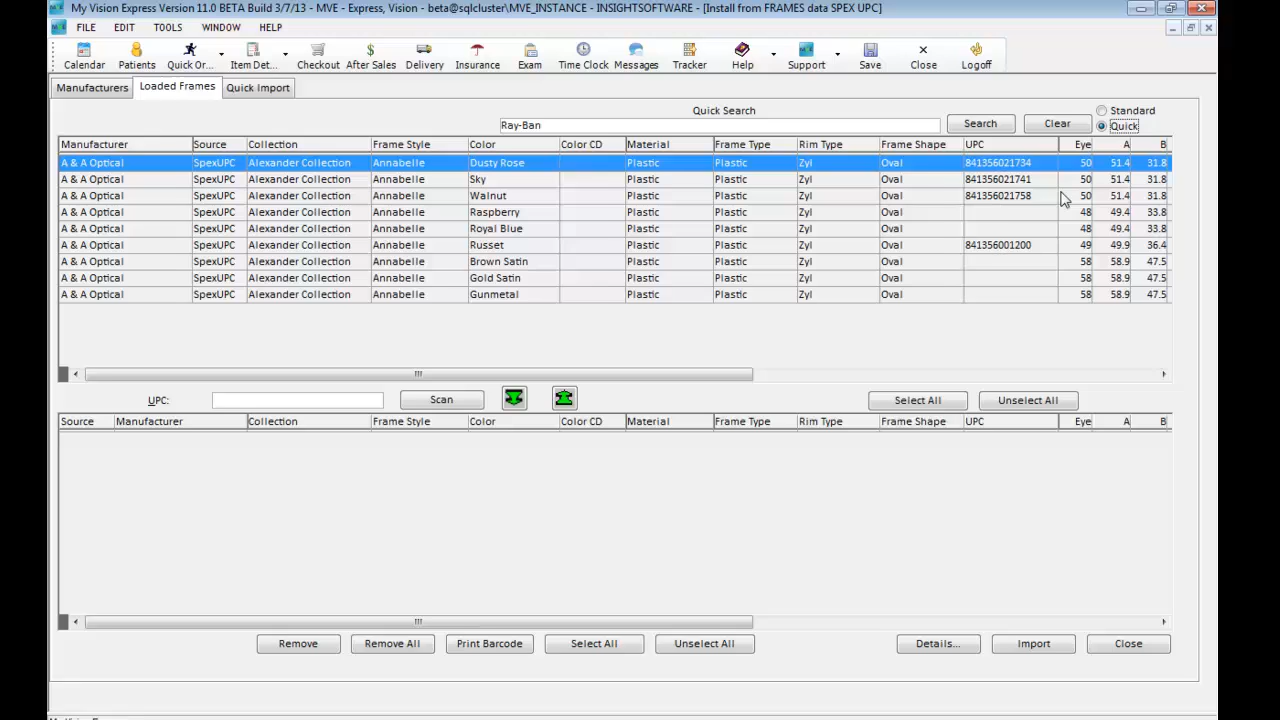 My Vision Express Version 11.0 BETA Build 3/7/13 - MVE - Express, Vision - beta@sqlcluster\MVE_INSTANCE - INSIGHTSOFTWARE - [Install from FRAMES data SPEX UPC]
FILE EDIT TOOLS WINDOW HELP
Calendar Patients Quick Or... Item Det... Checkout After Sales Delivery Insurance Exam Time Clock Messages Tracker Help Support Save Close Logoff
Manufacturers Loaded Frames Quick Import
Quick Search Standard
Ray-Ban Search Clear Quick
Manufacturer Source Collection Frame Style Color Color CD Material Frame Type Rim Type Frame Shape UPC Eye A B
A & A Optical SpexUPC Alexander Collection Annabelle Dusty Rose Plastic Plastic Zyl Oval 841356021734 50 51.4 31.8
A & A Optical SpexUPC Alexander Collection Annabelle Sky Plastic Plastic Zyl Oval 841356021741 50 51.4 31.8
A & A Optical SpexUPC Alexander Collection Annabelle Walnut Plastic Plastic Zyl Oval 841356021758 50 51.4 31.8
A & A Optical SpexUPC Alexander Collection Annabelle Raspberry Plastic Plastic Zyl Oval 48 49.4 33.8
A & A Optical SpexUPC Alexander Collection Annabelle Royal Blue Plastic Plastic Zyl Oval 48 49.4 33.8
A & A Optical SpexUPC Alexander Collection Annabelle Russet Plastic Plastic Zyl Oval 841356001200 49 49.9 36.4
A & A Optical SpexUPC Alexander Collection Annabelle Brown Satin Plastic Plastic Zyl Oval 58 58.9 47.5
A & A Optical SpexUPC Alexander Collection Annabelle Gold Satin Plastic Plastic Zyl Oval 58 58.9 47.5
A & A Optical SpexUPC Alexander Collection Annabelle Gunmetal Plastic Plastic Zyl Oval 58 58.9 47.5
UPC: Scan Select All Unselect All
Source Manufacturer Collection Frame Style Color Color CD Material Frame Type Rim Type Frame Shape UPC Eye A B
Remove Remove All Print Barcode Select All Unselect All Details... Import Close